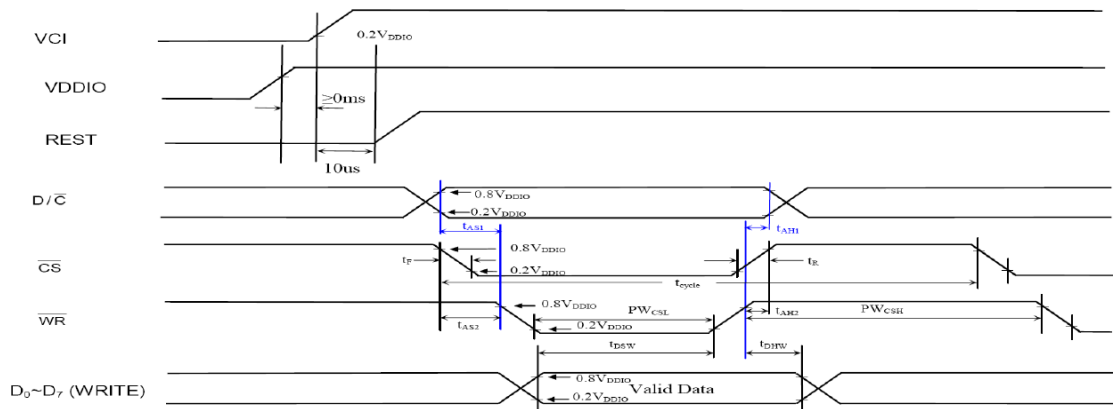 VCI
0.2VDDIO
VDDIO
≥0ms
REST
10us
D/C̅
0.8VDDIO
0.2VDDIO
tAS1
tAH1
C̅S̅
tF
0.8VDDIO
0.2VDDIO
tR
tcycle
W̅R̅
0.8VDDIO
PWCSL
tAH2
PWCSH
tAS2
0.2VDDIO
tDSW
tDHW
D0~D7 (WRITE)
0.8VDDIO
Valid Data
0.2VDDIO